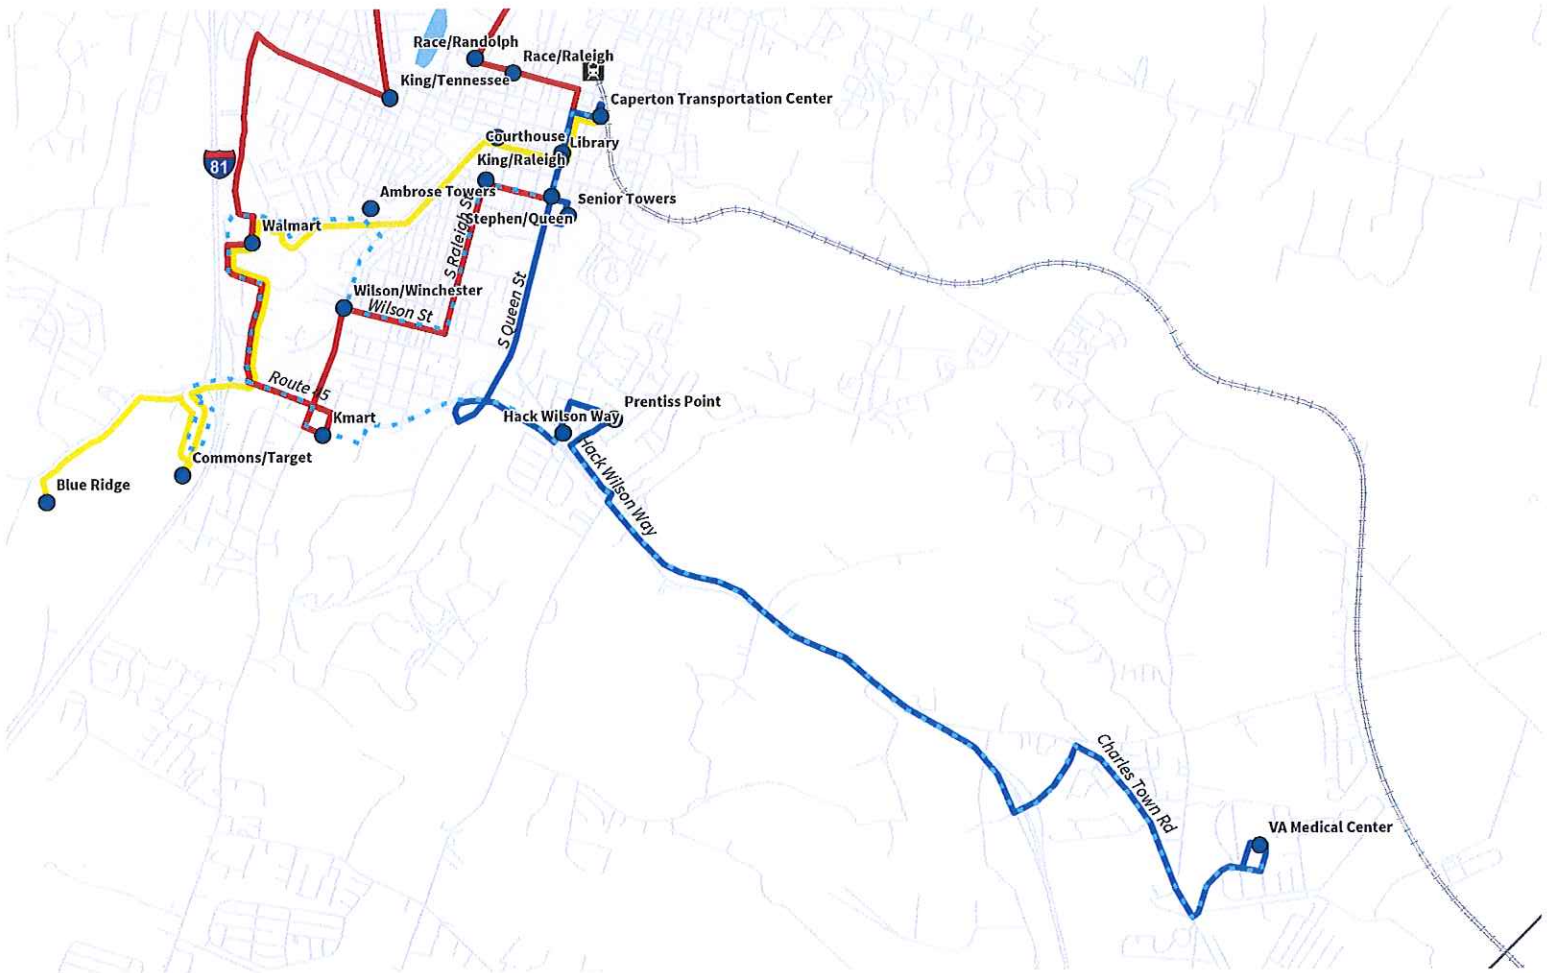 Race/Randolph
Race/Raleigh
King/Tennessee
Caperton Transportation Center
Courthouse
Library
King/Raleigh
81
Ambrose Towers
Senior Towers
Stephen/Queen
Walmart
S Raleigh St
Wilson/Winchester
Wilson St
S Queen St
Route 45
Kmart
Prentiss Point
Hack Wilson Way
Hack Wilson Way
Commons/Target
Blue Ridge
Charles Town Rd
VA Medical Center